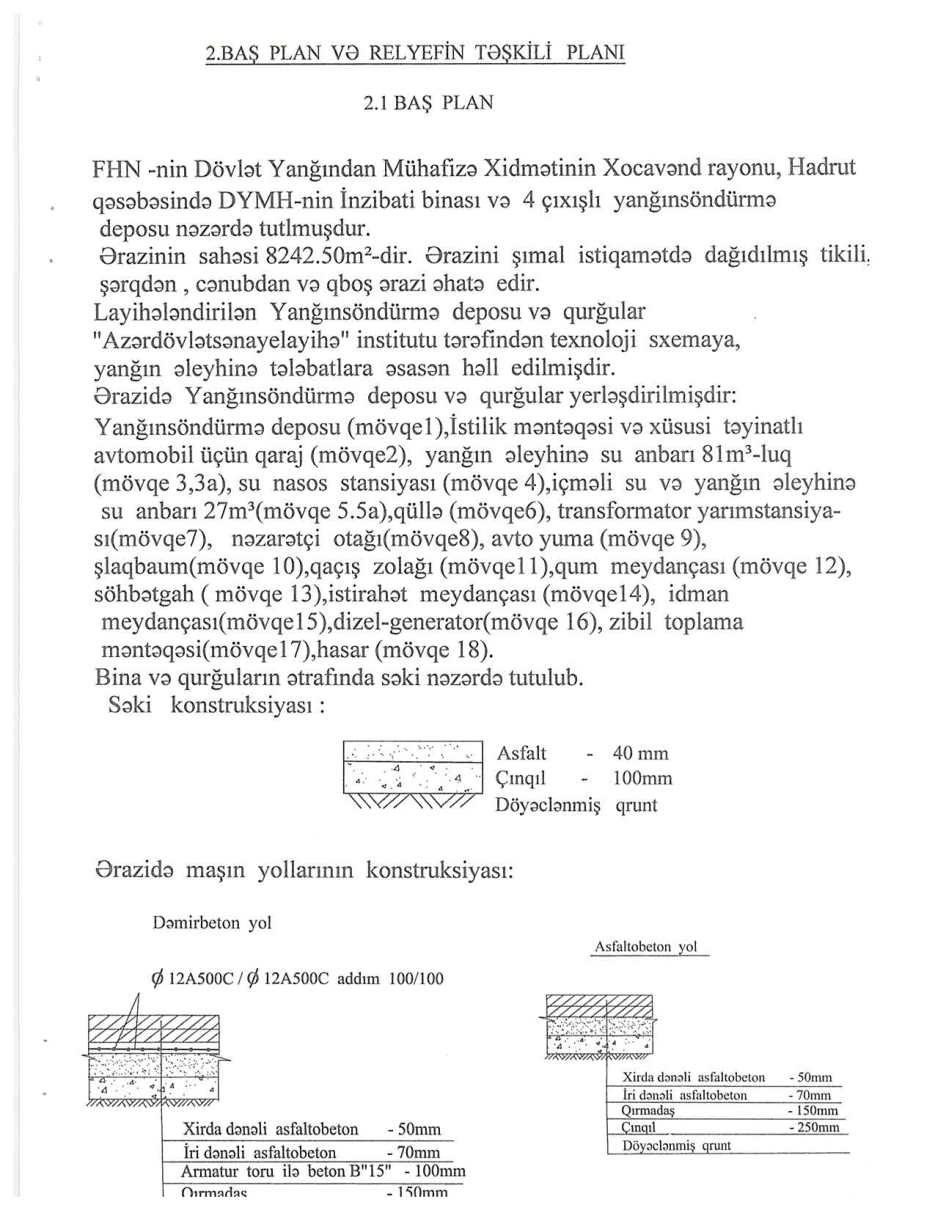 2.BAŞ PLAN VƏ RELYEFİN TƏŞKİLİ PLANI
2.1 BAŞ PLAN
FHN -nin Dövlət Yanğından Mühafizə Xidmətinin Xocavənd rayonu, Hadrut
qəsəbəsində DYMH-nin İnzibati binası və 4 çıxışlı yanğınsöndürmə
deposu nəzərdə tutlmuşdur.
Ərazinin sahəsi 8242.50m²-dir. Ərazini şımal istiqamətdə dağıdılmış tikili,
şərqdən , cənubdan və qboş ərazi əhatə edir.
Layihələndirilən Yanğınsöndürmə deposu və qurğular
"Azərdövlətsənayelayihə" institutu tərəfindən texnoloji sxemaya,
yanğın əleyhinə tələbatlara əsasən həll edilmişdir.
Ərazidə Yanğınsöndürmə deposu və qurğular yerləşdirilmişdir:
Yanğınsöndürmə deposu (mövqe1),İstilik məntəqəsi və xüsusi təyinatlı
avtomobil üçün qaraj (mövqe2), yanğın əleyhinə su anbarı 81m³-luq
(mövqe 3,3a), su nasos stansiyası (mövqe 4),içməli su və yanğın əleyhinə
su anbarı 27m³(mövqe 5.5a),qüllə (mövqe6), transformator yarımstansiya-
sı(mövqe7), nəzarətçi otağı(mövqe8), avto yuma (mövqe 9),
şlaqbaum(mövqe 10),qaçış zolağı (mövqe11),qum meydançası (mövqe 12),
söhbətgah ( mövqe 13),istirahət meydançası (mövqe14), idman
meydançası(mövqe15),dizel-generator(mövqe 16), zibil toplama
məntəqəsi(mövqe17),hasar (mövqe 18).
Bina və qurğuların ətrafında səki nəzərdə tutulub.
Səki konstruksiyası :
Asfalt - 40 mm
Çınqıl - 100mm
Döyəclənmiş qrunt
Ərazidə maşın yollarının konstruksiyası:
Dəmirbeton yol
Asfaltobeton yol
ϕ 12A500C / ϕ 12A500C addım 100/100
Xirda dənəli asfaltobeton - 50mm
İri dənəli asfaltobeton - 70mm
Qırmadaş - 150mm
Çınqıl - 250mm
Döyəclənmiş qrunt
Xirda dənəli asfaltobeton - 50mm
İri dənəli asfaltobeton - 70mm
Armatur toru ilə beton B"15" - 100mm
Qırmadaş - 150mm